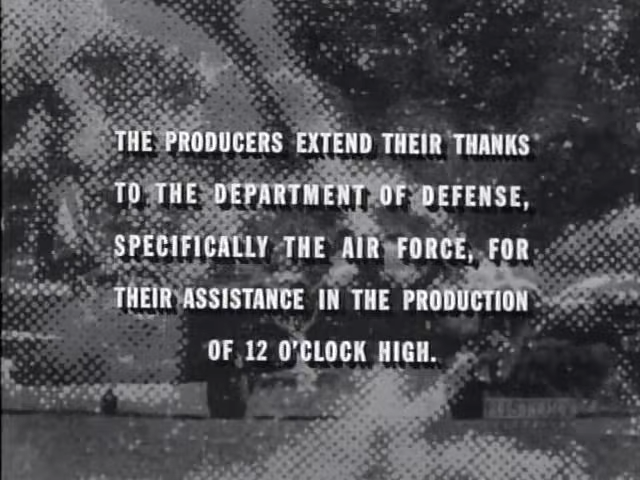 THE PRODUCERS EXTEND THEIR THANKS
TO THE DEPARTMENT OF DEFENSE,
SPECIFICALLY THE AIR FORCE, FOR
THEIR ASSISTANCE IN THE PRODUCTION
OF 12 O'CLOCK HIGH.